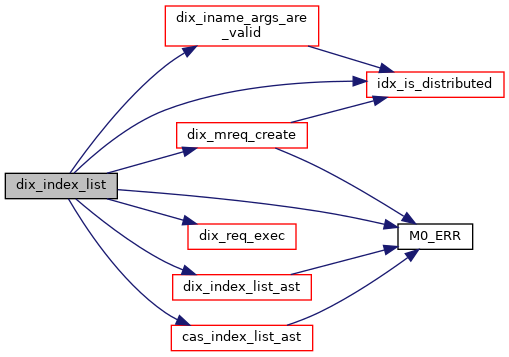 dix_iname_args_are
_valid
idx_is_distributed
dix_mreq_create
dix_index_list
M0_ERR
dix_req_exec
dix_index_list_ast
cas_index_list_ast